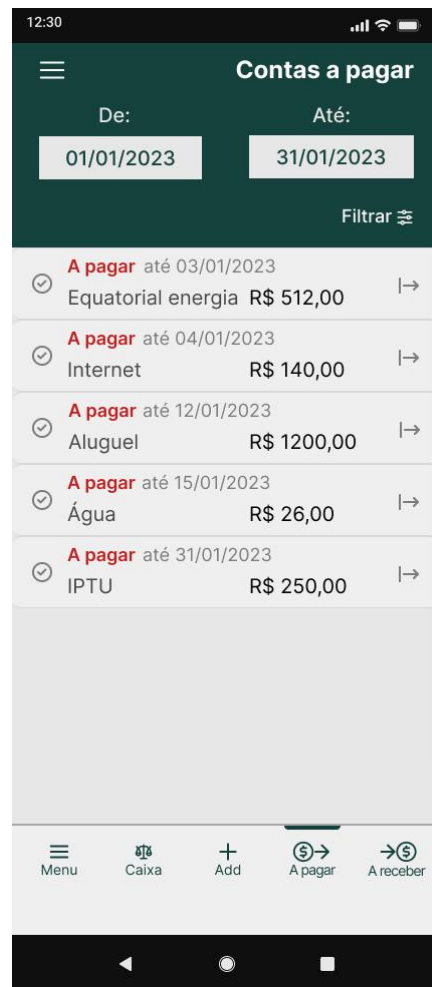 12:30
Contas a pagar
De: Até:
01/01/2023 31/01/2023
Filtrar
A pagar até 03/01/2023
Equatorial energia R$ 512,00
A pagar até 04/01/2023
Internet R$ 140,00
A pagar até 12/01/2023
Aluguel R$ 1200,00
A pagar até 15/01/2023
Água R$ 26,00
A pagar até 31/01/2023
IPTU R$ 250,00
Menu Caixa Add A pagar A receber